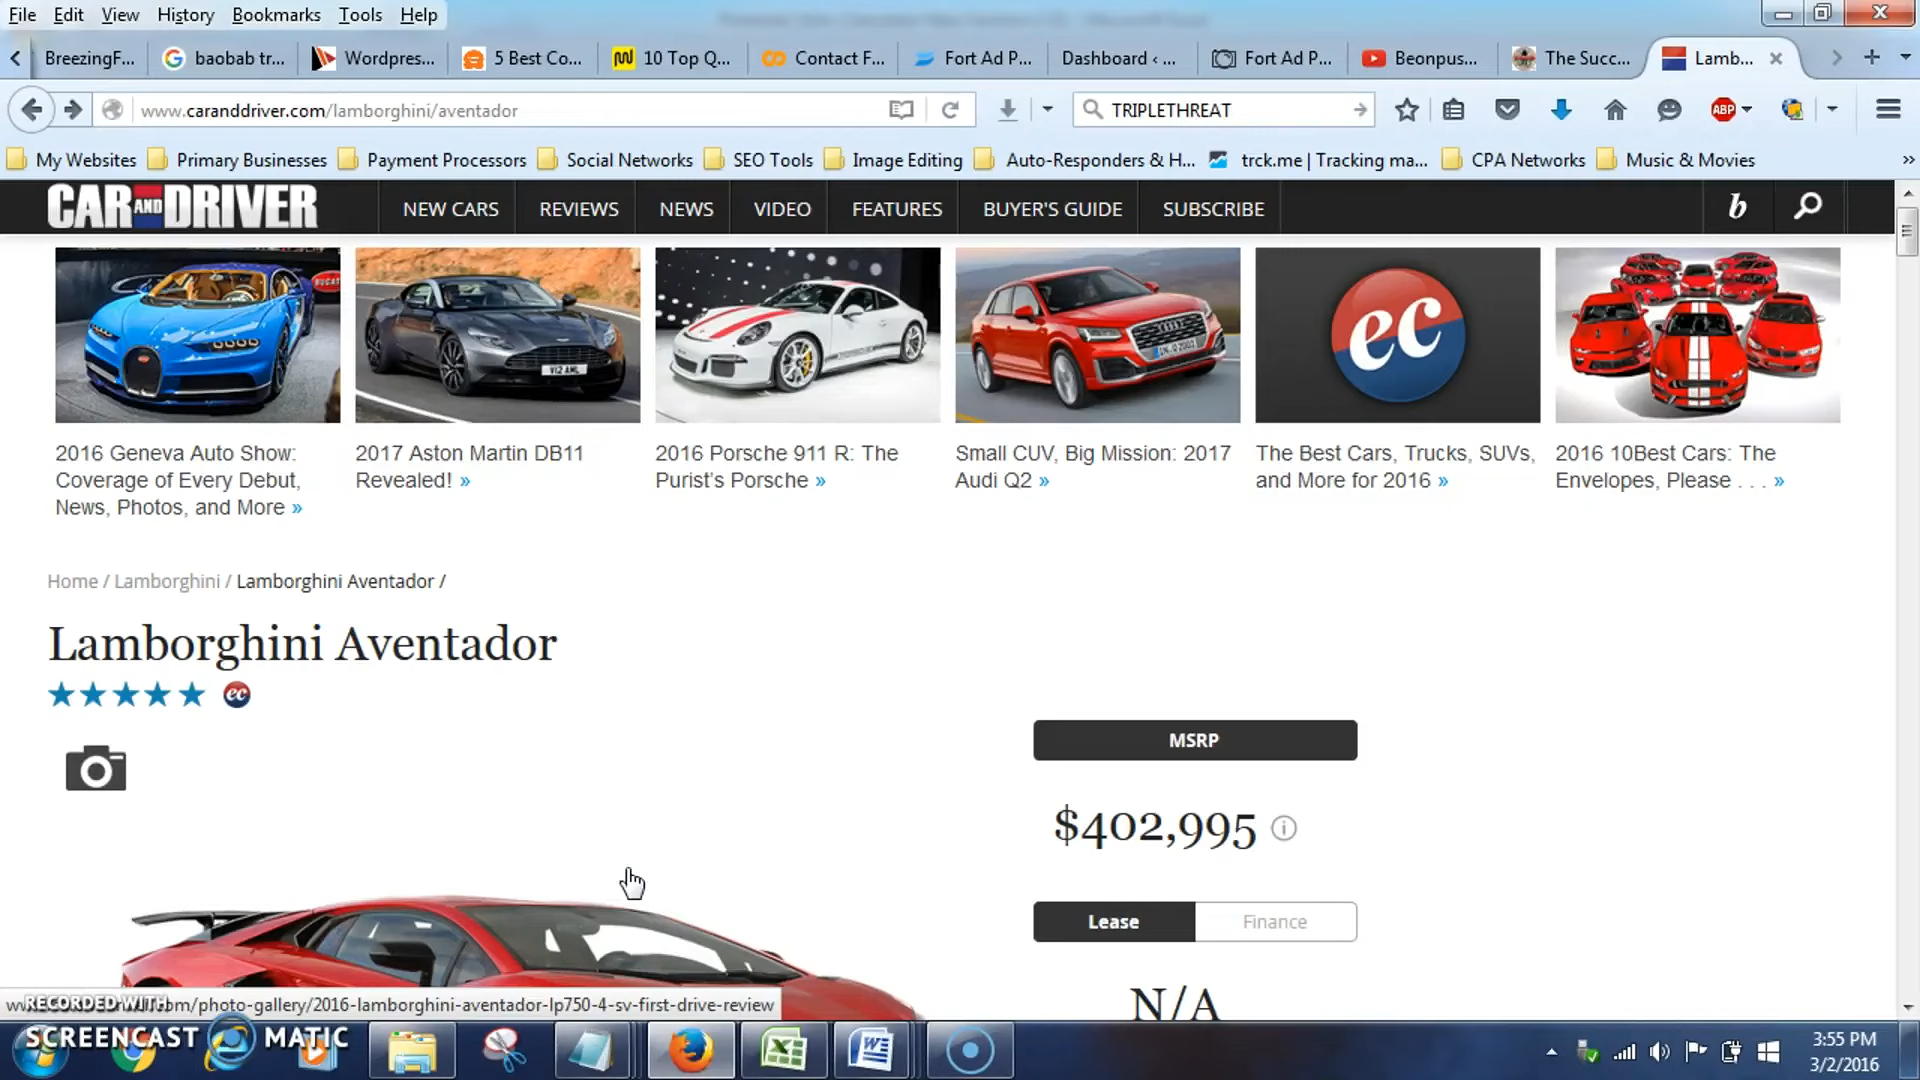 File Edit View History Bookmarks Tools Help
BreezingF... baobab tr... Wordpres... 5 Best Co... 10 Top Q... Contact F... Fort Ad P... Dashboard ‹ ... Fort Ad P... Beonpus... The Succ... Lamb...
www.caranddriver.com/lamborghini/aventador TRIPLETHREAT ABP
My Websites Primary Businesses Payment Processors Social Networks SEO Tools Image Editing Auto-Responders & H... trck.me | Tracking ma... CPA Networks Music & Movies »
CAR AND DRIVER NEW CARS REVIEWS NEWS VIDEO FEATURES BUYER'S GUIDE SUBSCRIBE b
V12 AML
ec
2016 Geneva Auto Show: Coverage of Every Debut, News, Photos, and More »
2017 Aston Martin DB11 Revealed! »
2016 Porsche 911 R: The Purist's Porsche »
Small CUV, Big Mission: 2017 Audi Q2 »
The Best Cars, Trucks, SUVs, and More for 2016 »
2016 10Best Cars: The Envelopes, Please . . . »
Home / Lamborghini / Lamborghini Aventador /
Lamborghini Aventador
ec
MSRP
$402,995
Lease Finance
N/A
.com/photo-gallery/2016-lamborghini-aventador-lp750-4-sv-first-drive-review
RECORDED WITH
SCREENCAST MATIC
3:55 PM
3/2/2016